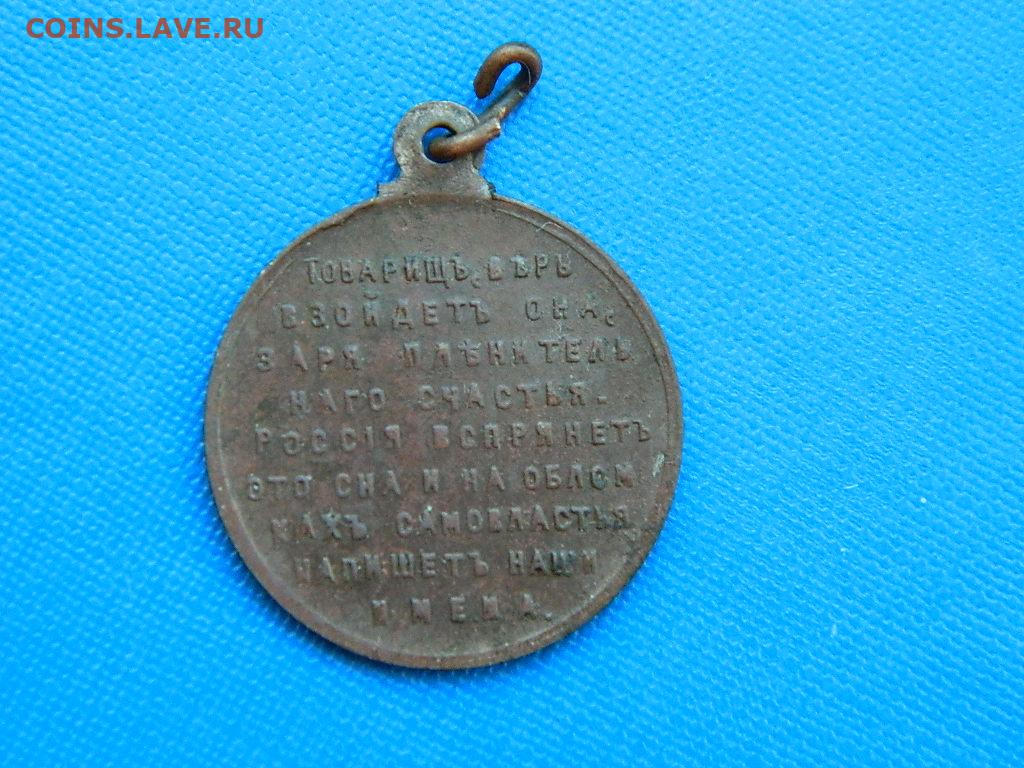 COINS.LAVE.RU
ТОВАРИЩЪ, ВѢРЬ
ВЗОЙДЕТЪ ОНА,
ЗАРЯ ПЛѢНИТЕЛЬ
НАГО СЧАСТЬЯ.
РОССІЯ ВСПРЯНЕТЪ
ОТЪ СНА И НА ОБЛОМ
КАХЪ САМОВЛАСТЬЯ
НАПИШЕТЪ НАШИ
ИМЕНА.